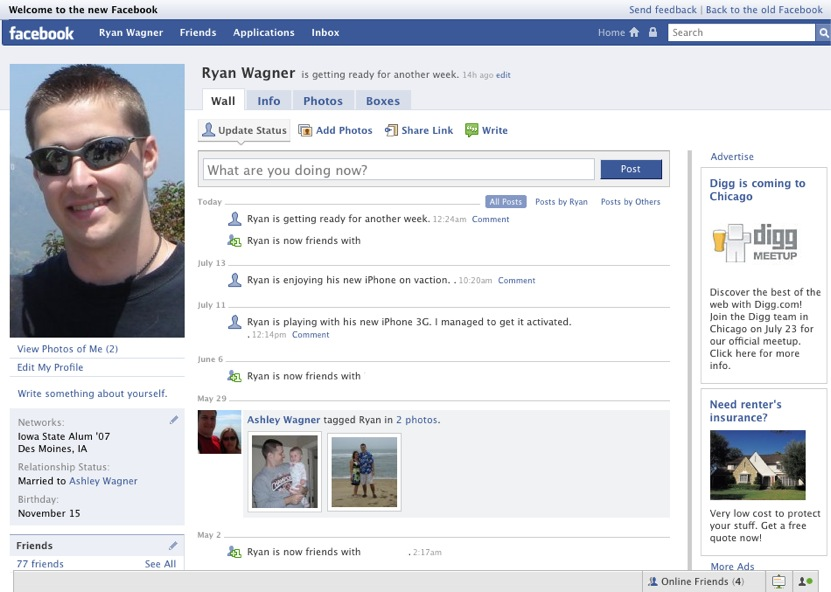 Welcome to the new Facebook
Send feedback | Back to the old Facebook
facebook Ryan Wagner Friends Applications Inbox
Home
Search
Ryan Wagner is getting ready for another week. 14h ago edit
Wall Info Photos Boxes
Update Status Add Photos Share Link Write
What are you doing now?
Post
Today
All Posts Posts by Ryan Posts by Others
Ryan is getting ready for another week. 12:24am Comment
Ryan is now friends with
July 13
Ryan is enjoying his new iPhone on vaction. . 10:20am Comment
July 11
Ryan is playing with his new iPhone 3G. I managed to get it activated.
. 12:14pm Comment
June 6
Ryan is now friends with
May 29
Ashley Wagner tagged Ryan in 2 photos.
May 2
Ryan is now friends with . 2:17am
View Photos of Me (2)
Edit My Profile
Write something about yourself.
Networks:
Iowa State Alum '07
Des Moines, IA
Relationship Status:
Married to Ashley Wagner
Birthday:
November 15
Friends
77 friends See All
Advertise
Digg is coming to
Chicago
digg
MEETUP
Discover the best of the
web with Digg.com!
Join the Digg team in
Chicago on July 23 for
our official meetup.
Click here for more
info.
Need renter's
insurance?
Very low cost to protect
your stuff. Get a free
quote now!
More Ads
Online Friends (4)